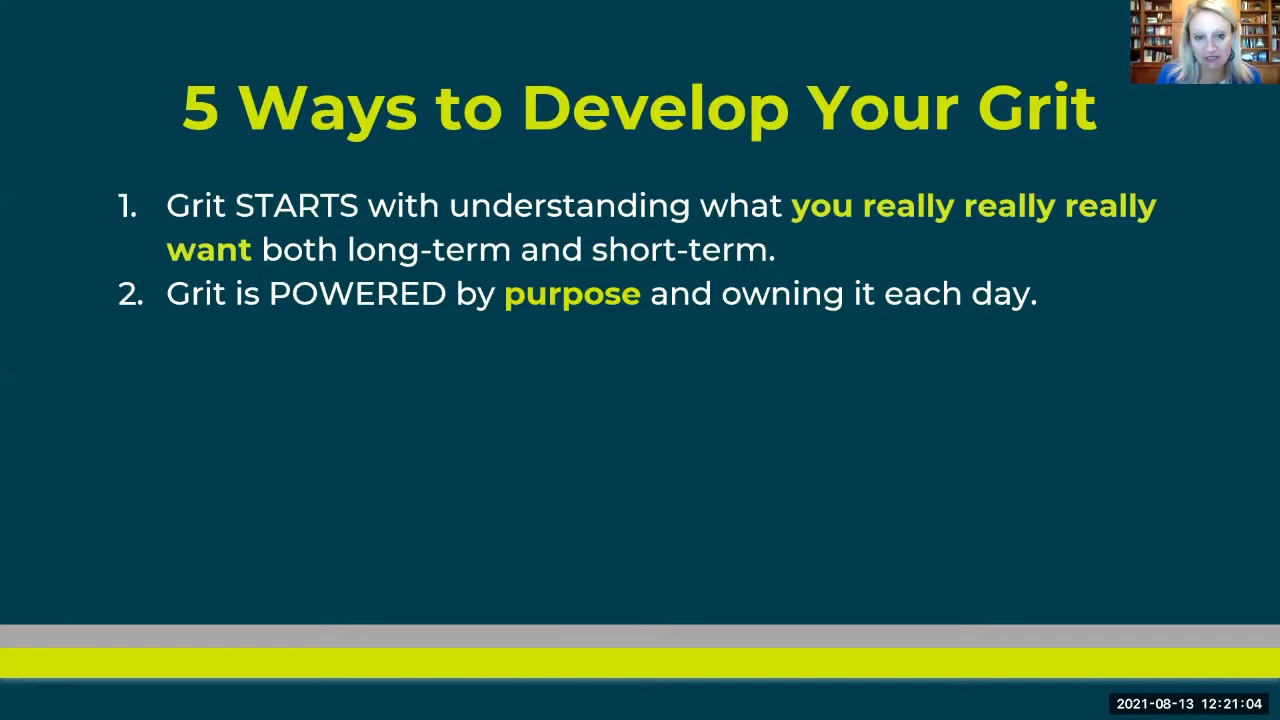 5 Ways to Develop Your Grit
1. Grit STARTS with understanding what you really really really
want both long-term and short-term.
2. Grit is POWERED by purpose and owning it each day.
2021-08-13 12:21:04